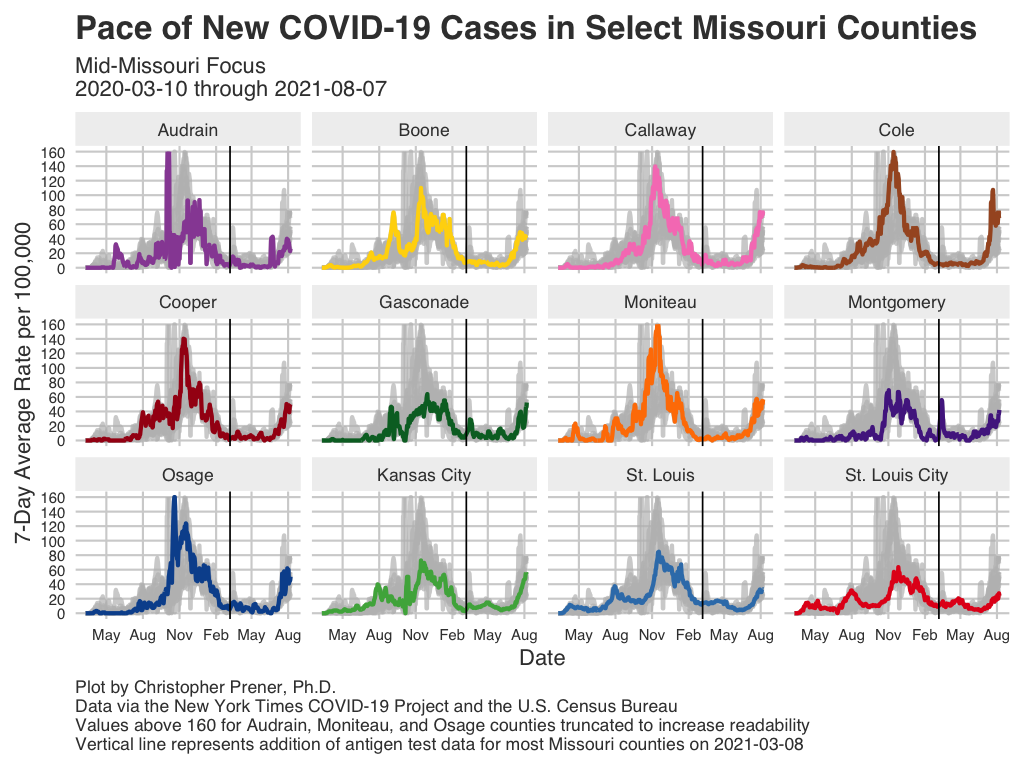 Pace of New COVID-19 Cases in Select Missouri Counties
Mid-Missouri Focus
2020-03-10 through 2021-08-07
7-Day Average Rate per 100,000
Audrain Boone Callaway Cole
160
140
120
100
80
60
40
20
0
Cooper Gasconade Moniteau Montgomery
160
140
120
100
80
60
40
20
0
Osage Kansas City St. Louis St. Louis City
160
140
120
100
80
60
40
20
0
May Aug Nov Feb May Aug May Aug Nov Feb May Aug May Aug Nov Feb May Aug May Aug Nov Feb May Aug
Date
Plot by Christopher Prener, Ph.D.
Data via the New York Times COVID-19 Project and the U.S. Census Bureau
Values above 160 for Audrain, Moniteau, and Osage counties truncated to increase readability
Vertical line represents addition of antigen test data for most Missouri counties on 2021-03-08